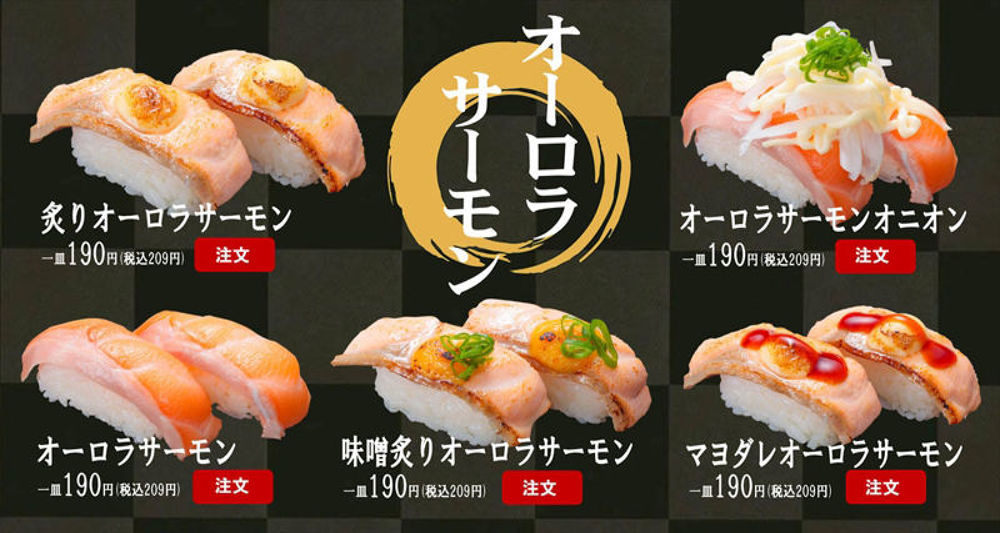 オーロラ
サーモン
炙りオーロラサーモン
一皿190円(税込209円) 注文
オーロラサーモンオニオン
一皿190円(税込209円) 注文
オーロラサーモン
一皿190円(税込209円) 注文
味噌炙りオーロラサーモン
一皿190円(税込209円) 注文
マヨダレオーロラサーモン
一皿190円(税込209円) 注文